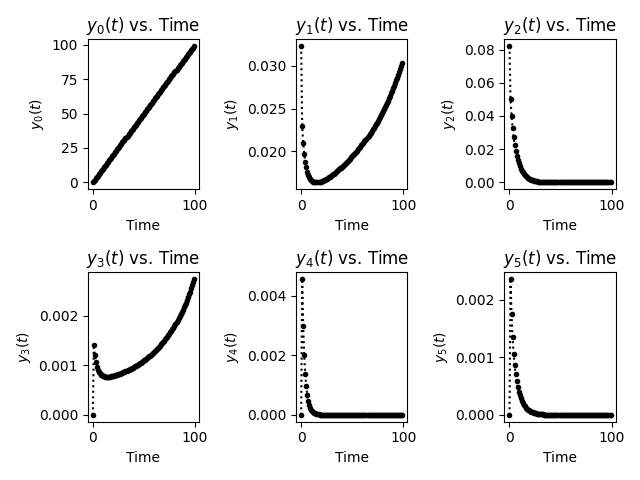 y₀(t) vs. Time
100
75
50
25
0
y₀(t)
0
100
Time
y₁(t) vs. Time
0.030
0.025
0.020
y₁(t)
0
100
Time
y₂(t) vs. Time
0.08
0.06
0.04
0.02
0.00
y₂(t)
0
100
Time
y₃(t) vs. Time
0.002
0.001
0.000
y₃(t)
0
100
Time
y₄(t) vs. Time
0.004
0.002
0.000
y₄(t)
0
100
Time
y₅(t) vs. Time
0.002
0.001
0.000
y₅(t)
0
100
Time